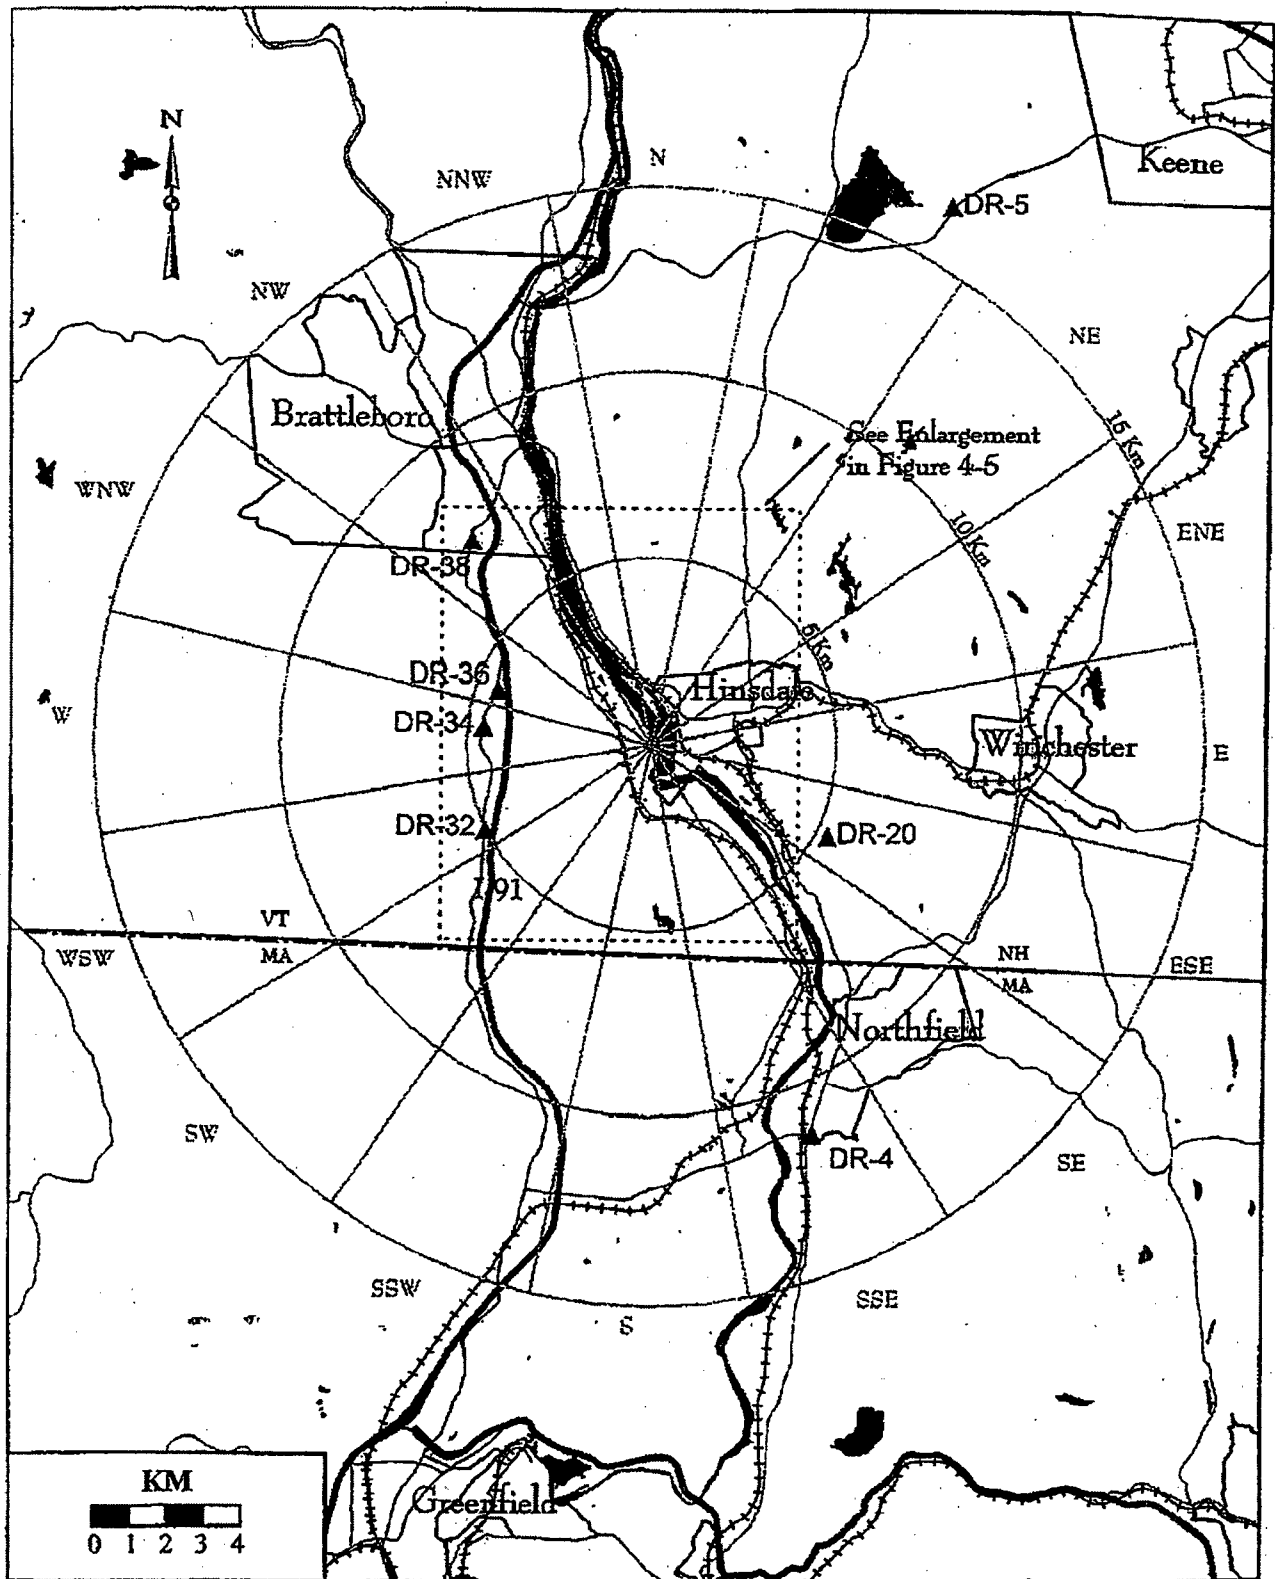 N
N
NNW
Keene
DR-5
NW
NE
Brattleboro
See Enlargement
in Figure 4-5
15 Km
WNW
10 Km
ENE
DR-38
5 Km
DR-36
Hinsdale
W
DR-34
Winchester
E
DR-32
DR-20
I-91
VT
WSW
MA
NH
ESE
MA
Northfield
SW
DR-4
SE
SSW
SSE
S
KM
0 1 2 3 4
Greenfield